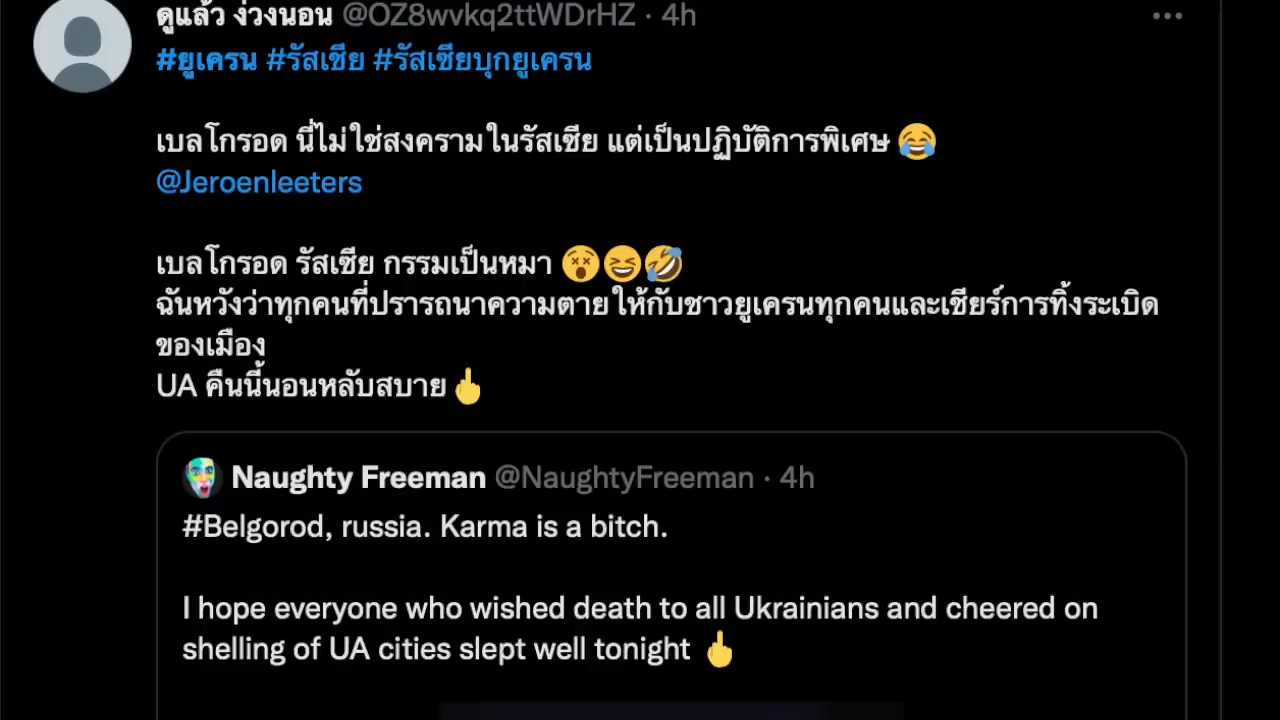 ดูแล้ว ง่วงนอน @OZ8wvkq2ttWDrHZ · 4h
#ยูเครน #รัสเซีย #รัสเซียบุกยูเครน
เบลโกรอด นี่ไม่ใช่สงครามในรัสเซีย แต่เป็นปฏิบัติการพิเศษ 😂
@Jeroenleeters
เบลโกรอด รัสเซีย กรรมเป็นหมา 😵😆🤣
ฉันหวังว่าทุกคนที่ปรารถนาความตายให้กับชาวยูเครนทุกคนและเชียร์การทิ้งระเบิด
ของเมือง
UA คืนนี้นอนหลับสบาย🖕
Naughty Freeman @NaughtyFreeman · 4h
#Belgorod, russia. Karma is a bitch.
I hope everyone who wished death to all Ukrainians and cheered on
shelling of UA cities slept well tonight 🖕